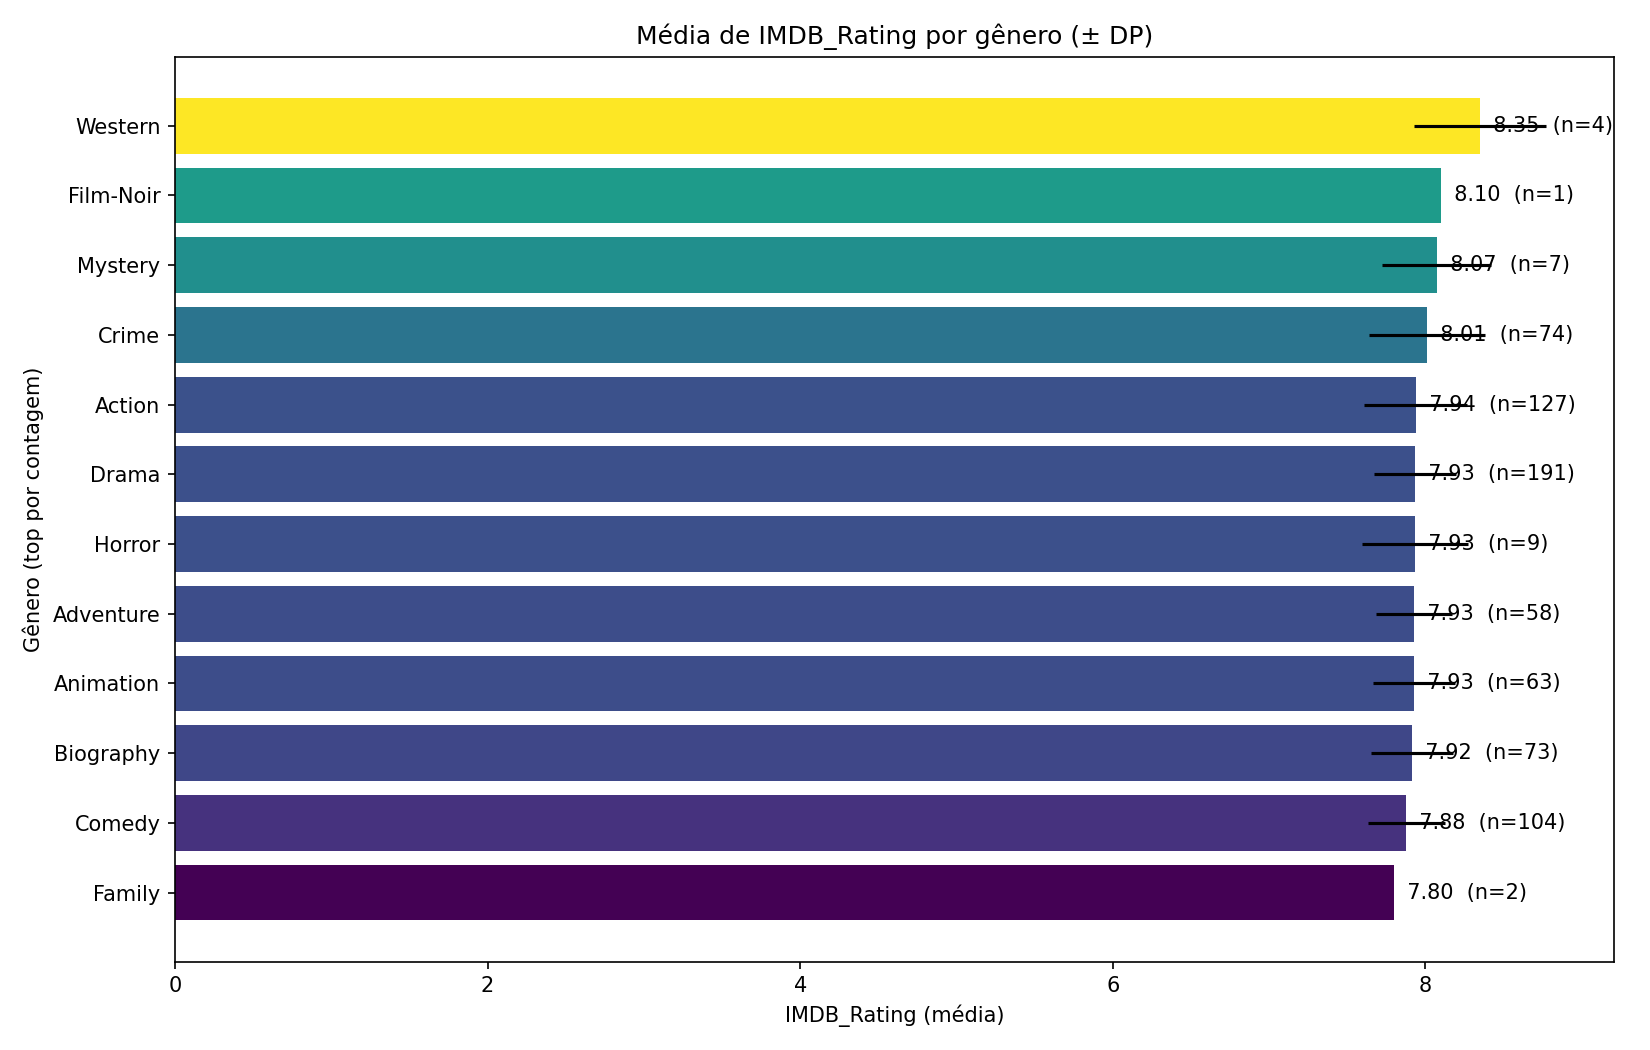 Média de IMDB_Rating por gênero (± DP)
Western 8.35 (n=4)
Film-Noir 8.10 (n=1)
Mystery 8.07 (n=7)
Crime 8.01 (n=74)
Action 7.94 (n=127)
Drama 7.93 (n=191)
Horror 7.93 (n=9)
Adventure 7.93 (n=58)
Animation 7.93 (n=63)
Biography 7.92 (n=73)
Comedy 7.88 (n=104)
Family 7.80 (n=2)
Gênero (top por contagem)
0 2 4 6 8
IMDB_Rating (média)